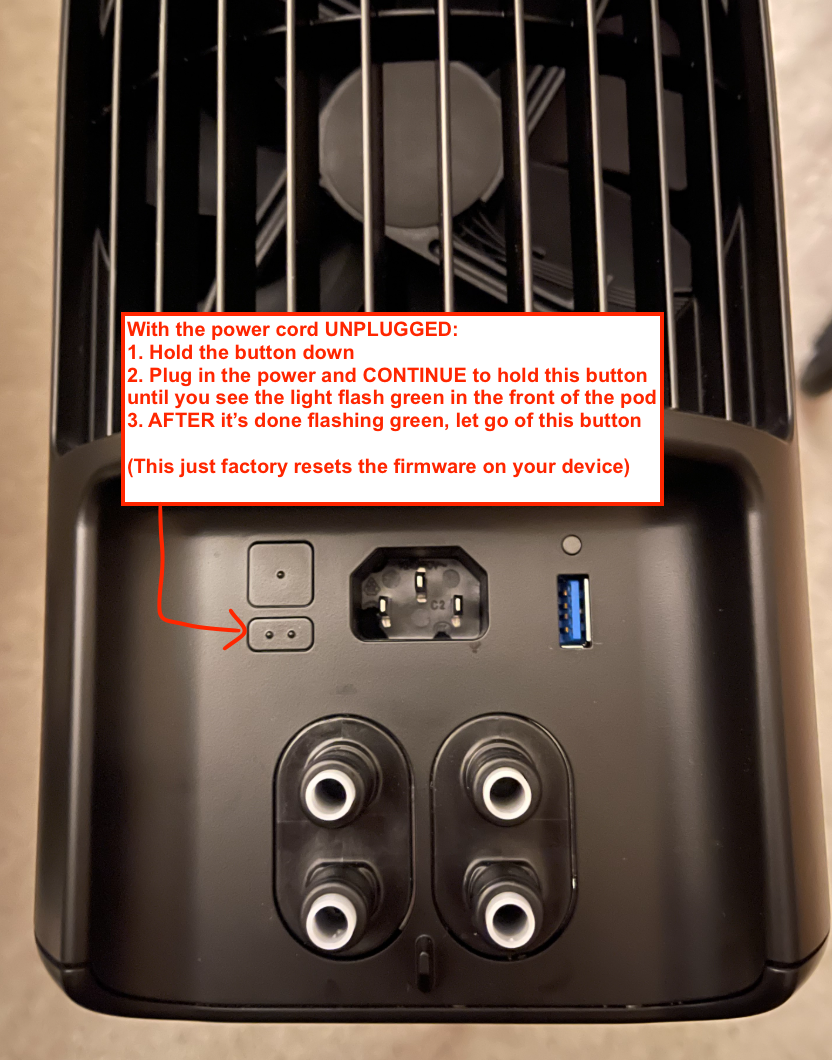 With the power cord UNPLUGGED:
1. Hold the button down
2. Plug in the power and CONTINUE to hold this button
until you see the light flash green in the front of the pod
3. AFTER it’s done flashing green, let go of this button
(This just factory resets the firmware on your device)
C2